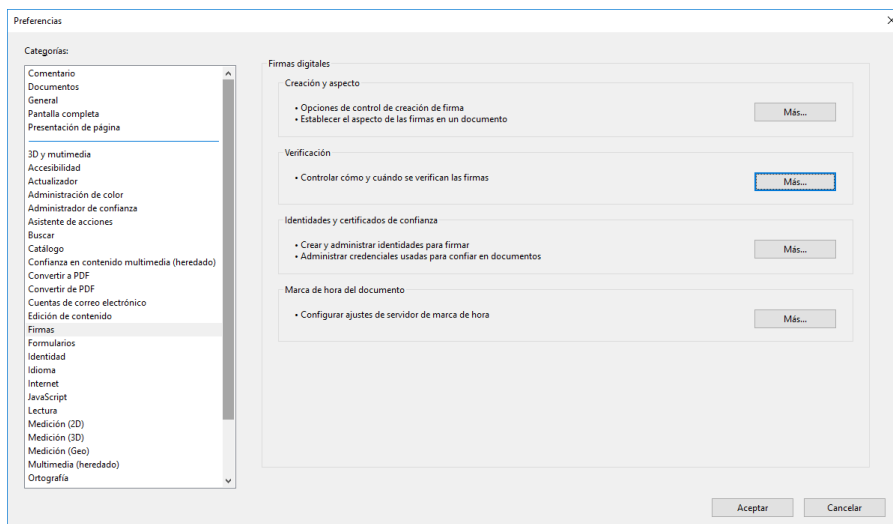 Preferencias
Categorías:
Comentario
Documentos
General
Pantalla completa
Presentación de página
3D y mutimedia
Accesibilidad
Actualizador
Administración de color
Administrador de confianza
Asistente de acciones
Buscar
Catálogo
Confianza en contenido multimedia (heredado)
Convertir a PDF
Convertir de PDF
Cuentas de correo electrónico
Edición de contenido
Firmas
Formularios
Identidad
Idioma
Internet
JavaScript
Lectura
Medición (2D)
Medición (3D)
Medición (Geo)
Multimedia (heredado)
Ortografía
Firmas digitales
Creación y aspecto
• Opciones de control de creación de firma
• Establecer el aspecto de las firmas en un documento
Más...
Verificación
• Controlar cómo y cuándo se verifican las firmas
Más...
Identidades y certificados de confianza
• Crear y administrar identidades para firmar
• Administrar credenciales usadas para confiar en documentos
Más...
Marca de hora del documento
• Configurar ajustes de servidor de marca de hora
Más...
Aceptar
Cancelar